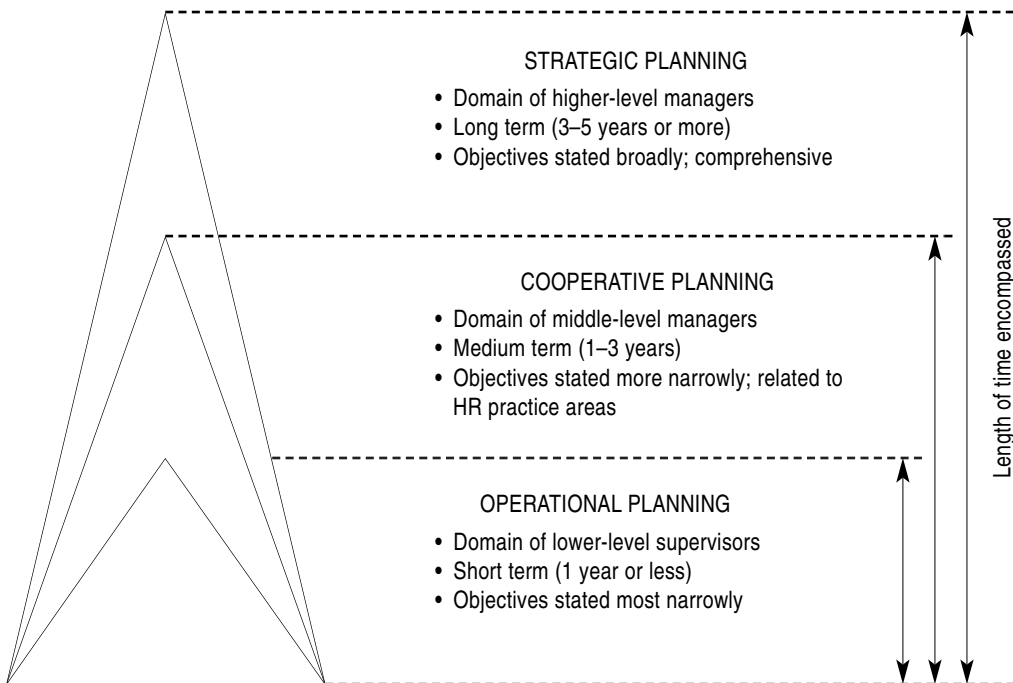 STRATEGIC PLANNING
• Domain of higher-level managers
• Long term (3–5 years or more)
• Objectives stated broadly; comprehensive
COOPERATIVE PLANNING
• Domain of middle-level managers
• Medium term (1–3 years)
• Objectives stated more narrowly; related to
HR practice areas
OPERATIONAL PLANNING
• Domain of lower-level supervisors
• Short term (1 year or less)
• Objectives stated most narrowly
Length of time encompassed